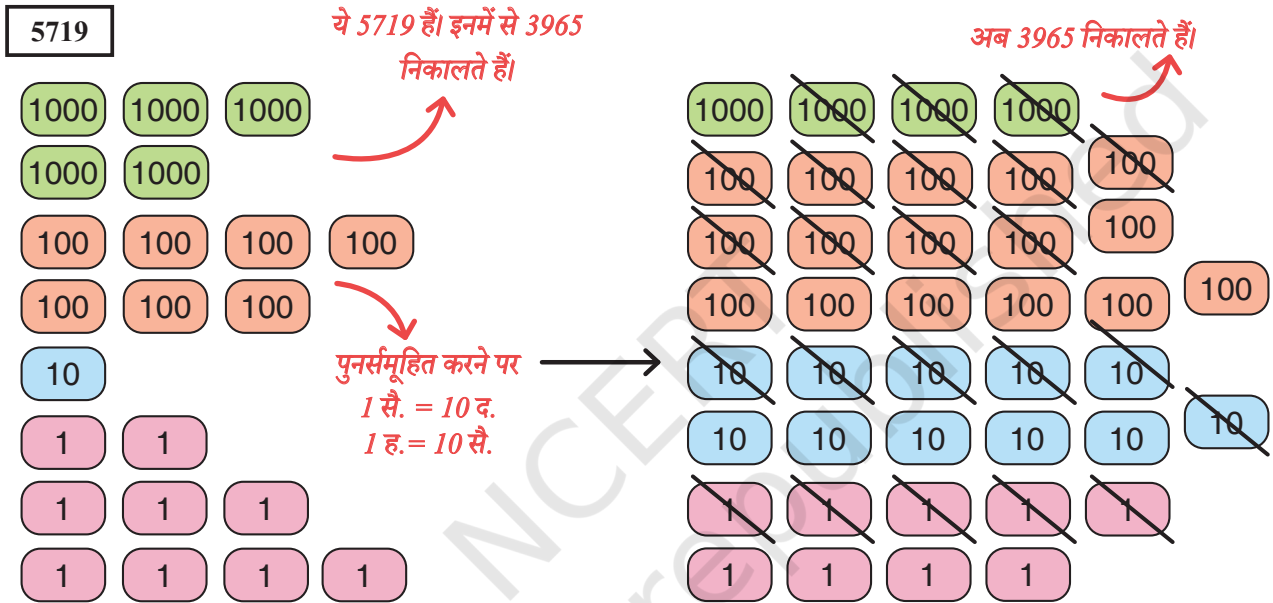 5719
ये 5719 हैं। इनमें से 3965
निकालते हैं।
1000 1000 1000
1000 1000
100 100 100 100
100 100 100
10
1 1
1 1 1
1 1 1 1
पुनर्समूहित करने पर
1 सै. = 10 द.
1 ह.= 10 सै.
अब 3965 निकालते हैं।
1000 1000 1000 1000
100 100 100 100 100
100 100 100 100 100
100 100 100 100 100 100
10 10 10 10 10
10 10 10 10 10 10
1 1 1 1 1
1 1 1 1
NCERT
republished